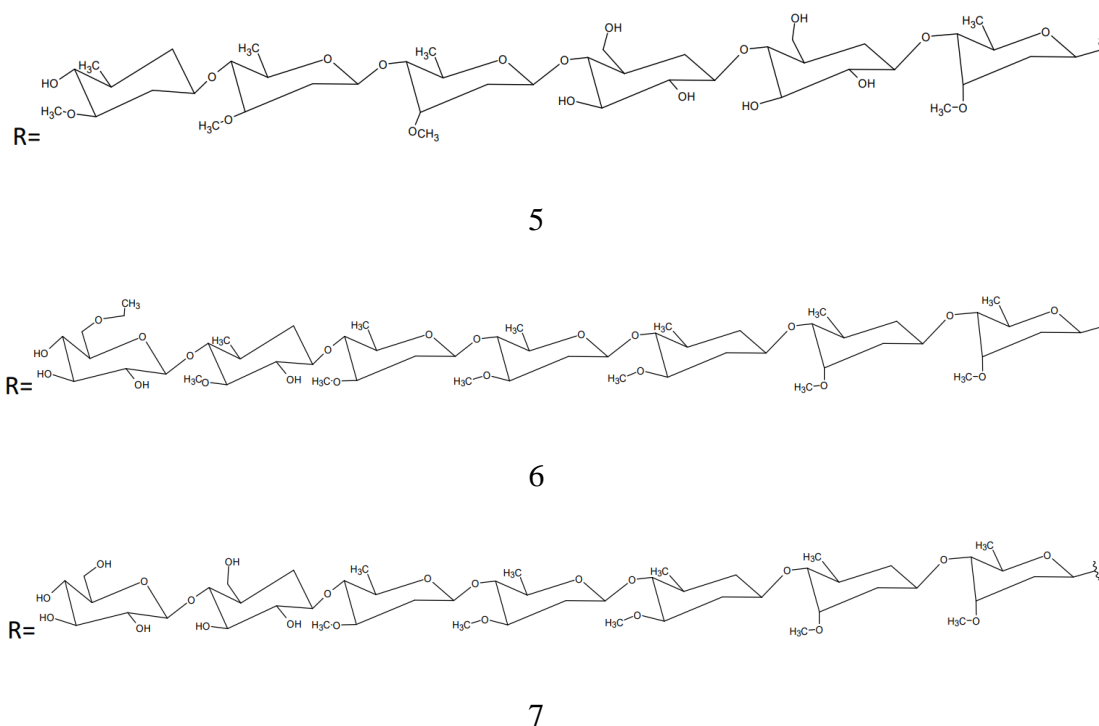 OH
O H3C O
OH O
H3C H3C O O O
H3C O
HO O
OH
OH
H3C O HO HO H3C O
H3C O
OCH3
R=
5
CH3
H3C
H3C O
O H3C H3C O
H3C O O
O H3C O O O
HO O O
HO OH OH H3C O H3C O H3C O H3C O H3C O
H3C O
R=
6
OH OH H3C
H3C O
H3C H3C H3C O
O O O O O O
HO O O
HO OH HO OH H3C O H3C O H3C O H3C O H3C O
R=
7